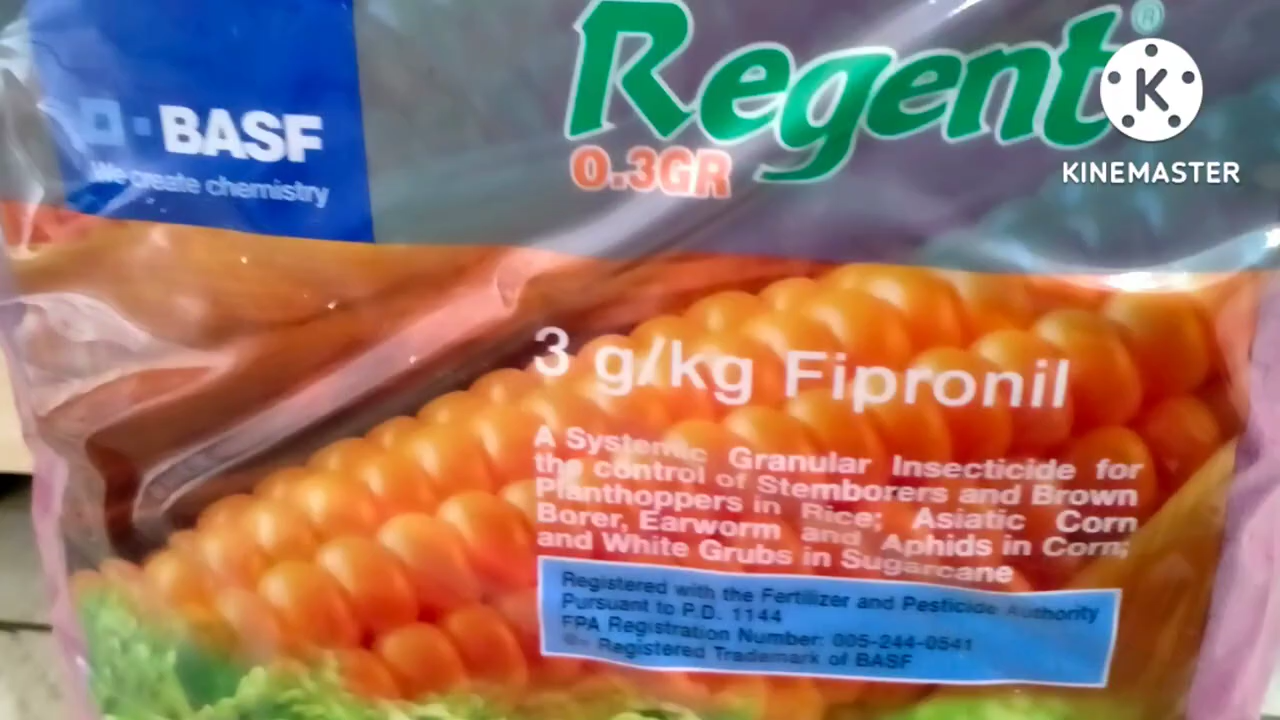 BASF
We create chemistry
Regent®
0.3GR
K
KINEMASTER
3 g/kg Fipronil
A Systemic Granular Insecticide for
the control of Stemborers and Brown
Planthoppers in Rice; Asiatic Corn
Borer, Earworm and Aphids in Corn;
and White Grubs in Sugarcane
Registered with the Fertilizer and Pesticide Authority
Pursuant to P.D. 1144
FPA Registration Number: 005-244-0541
Registered Trademark of BASF